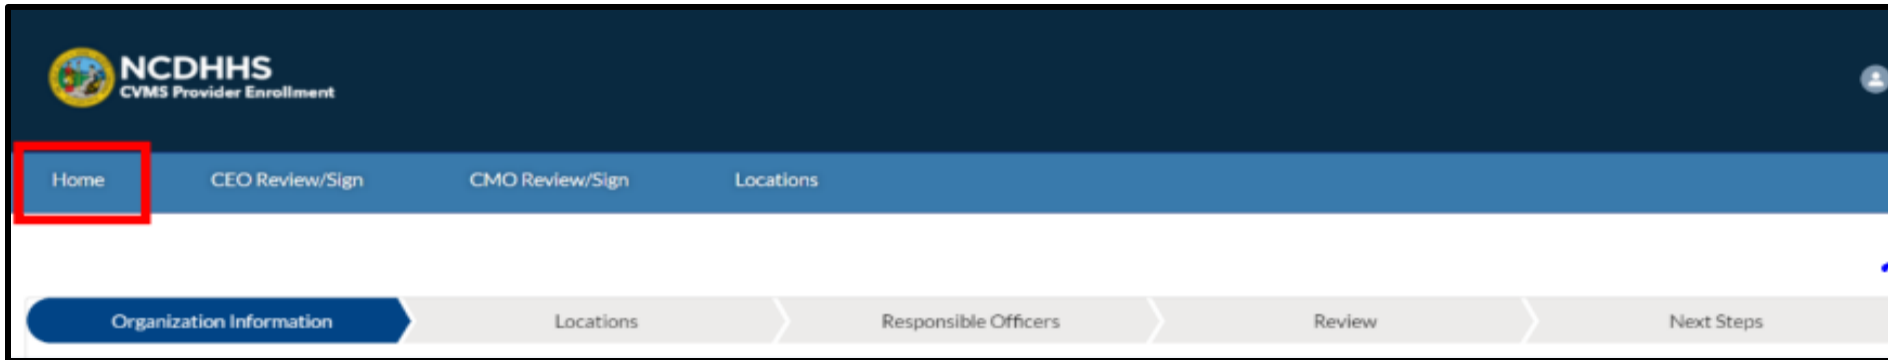 NCDHHS
CVMS Provider Enrollment
Home CEO Review/Sign CMO Review/Sign Locations
Organization Information Locations Responsible Officers Review Next Steps